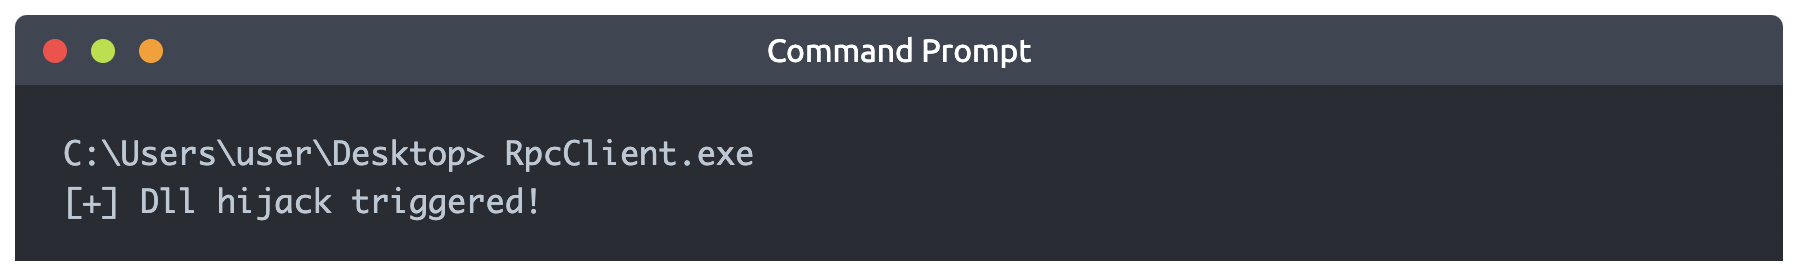 Command Prompt
C:\Users\user\Desktop> RpcClient.exe
[+] Dll hijack triggered!